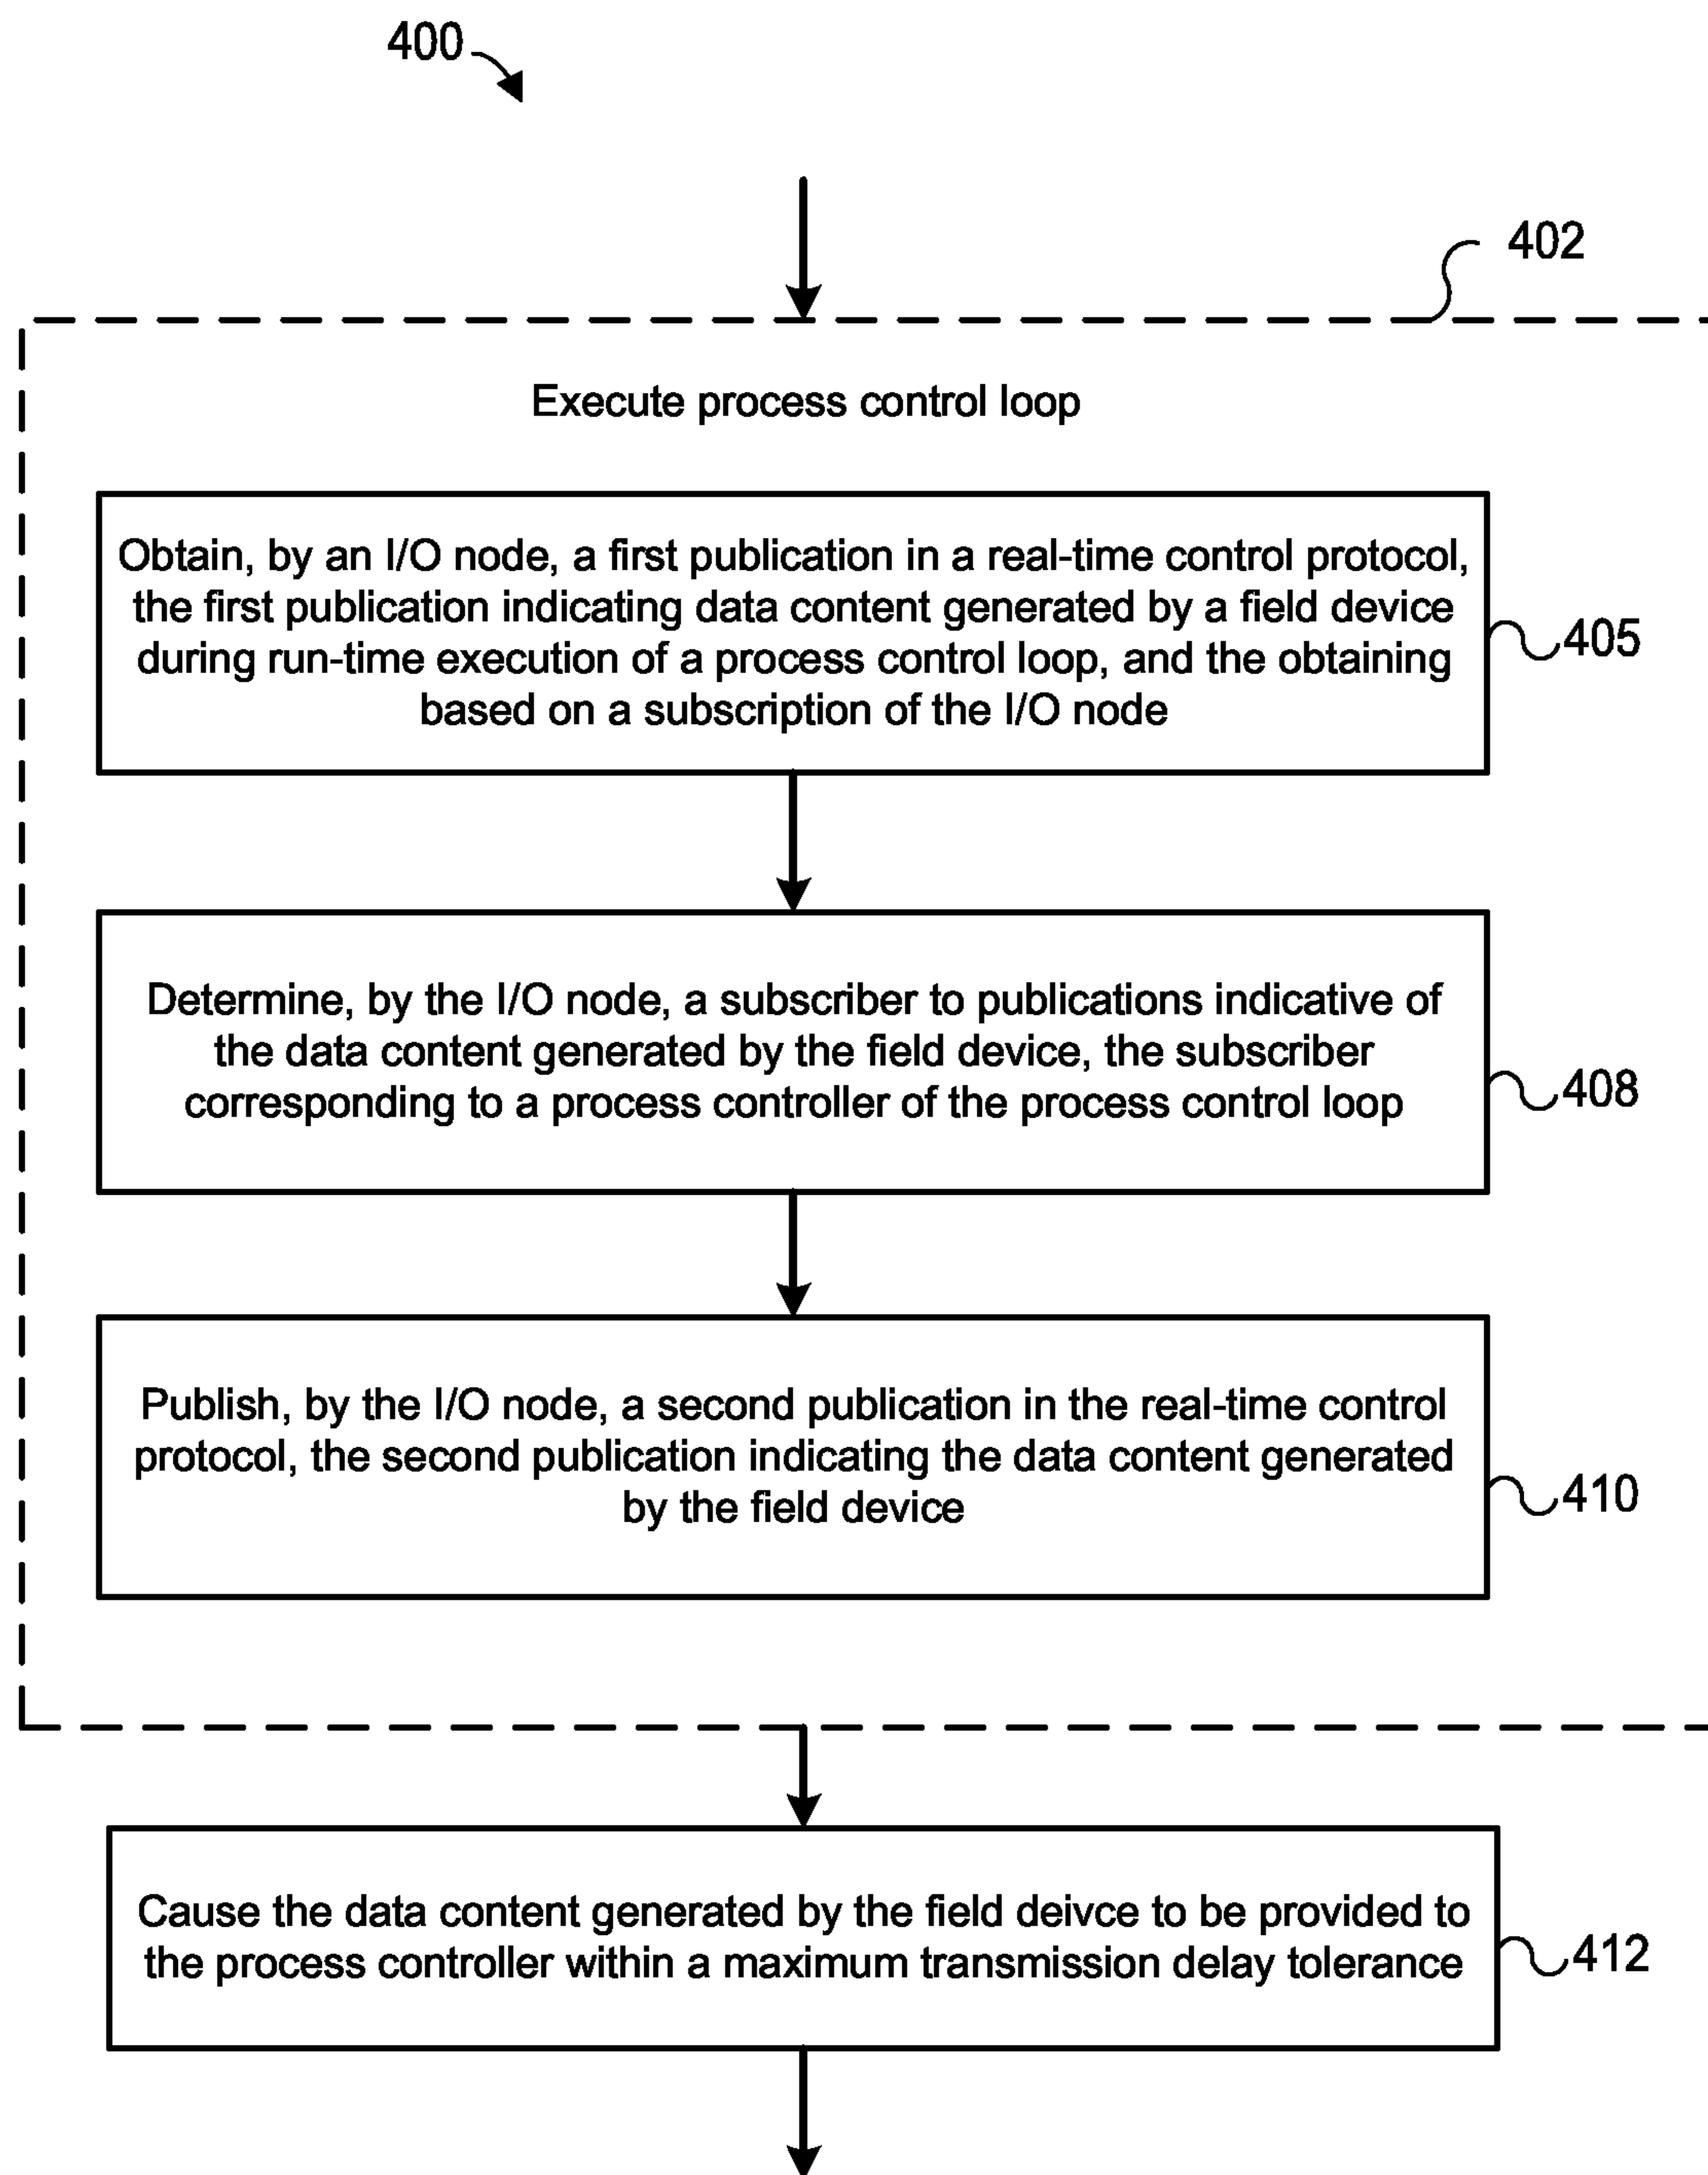 400
402
Execute process control loop
Obtain, by an I/O node, a first publication in a real-time control protocol,
the first publication indicating data content generated by a field device
during run-time execution of a process control loop, and the obtaining
based on a subscription of the I/O node
405
Determine, by the I/O node, a subscriber to publications indicative of
the data content generated by the field device, the subscriber
corresponding to a process controller of the process control loop
408
Publish, by the I/O node, a second publication in the real-time control
protocol, the second publication indicating the data content generated
by the field device
410
Cause the data content generated by the field deivce to be provided to
the process controller within a maximum transmission delay tolerance
412